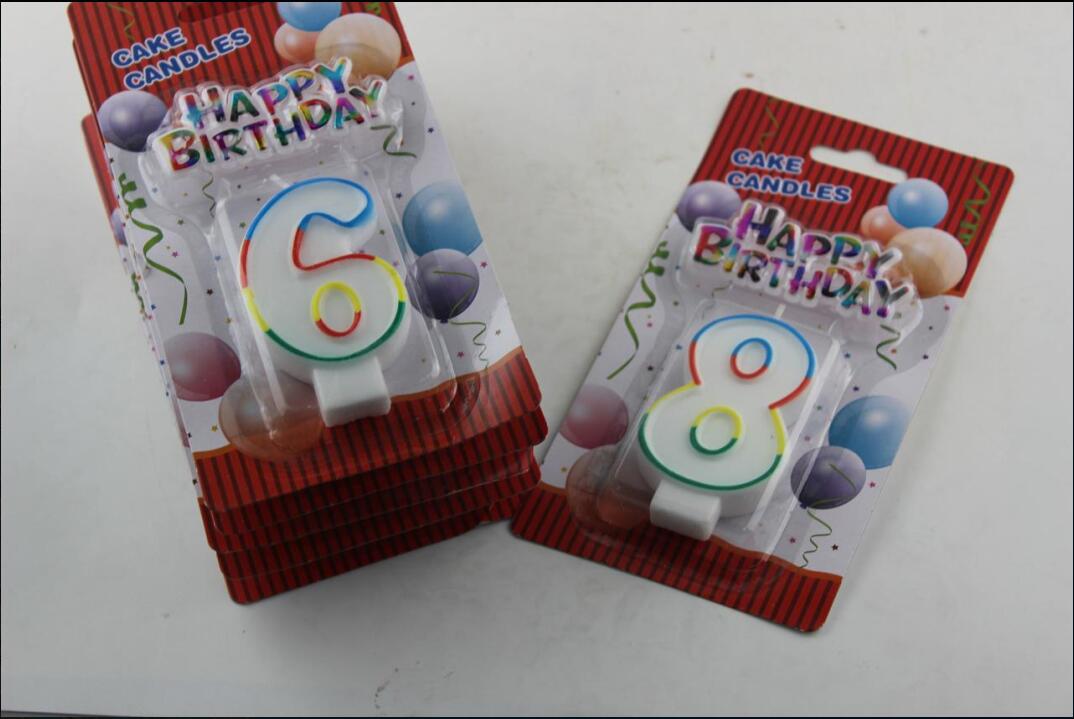 CAKE
CANDLES
HAPPY
BIRTHDAY
6
CAKE
CANDLES
HAPPY
BIRTHDAY
8